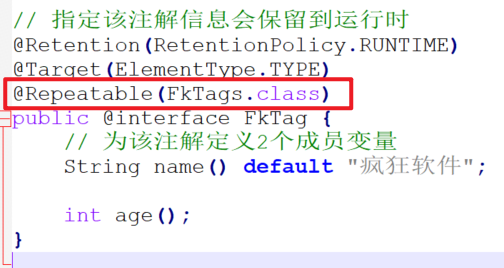 // 指定该注解信息会保留到运行时
@Retention(RetentionPolicy.RUNTIME)
@Target(ElementType.TYPE)
@Repeatable(FkTags.class)
public @interface FkTag {
    // 为该注解定义2个成员变量
    String name() default "疯狂软件";
    int age();
}